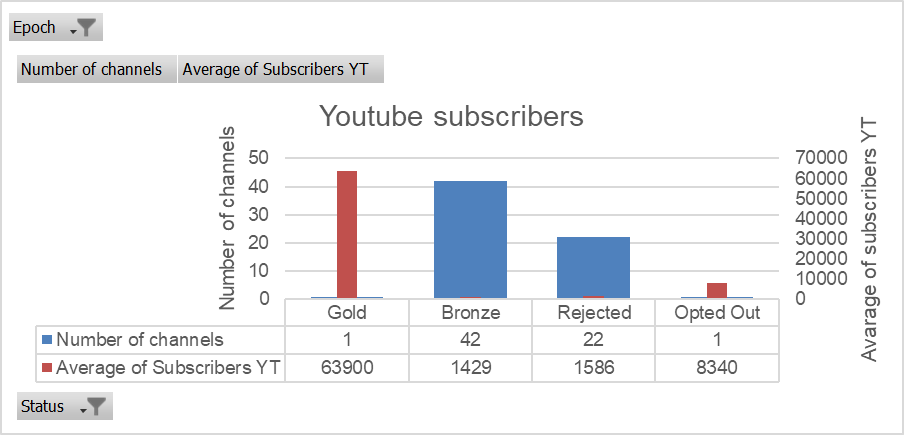 Epoch
Number of channels Average of Subscribers YT
Youtube subscribers
Number of channels
50
40
30
20
10
0
70000
60000
50000
40000
30000
20000
10000
0
Avarage of subscribers YT
Gold Bronze Rejected Opted Out
Number of channels 1 42 22 1
Average of Subscribers YT 63900 1429 1586 8340
Status